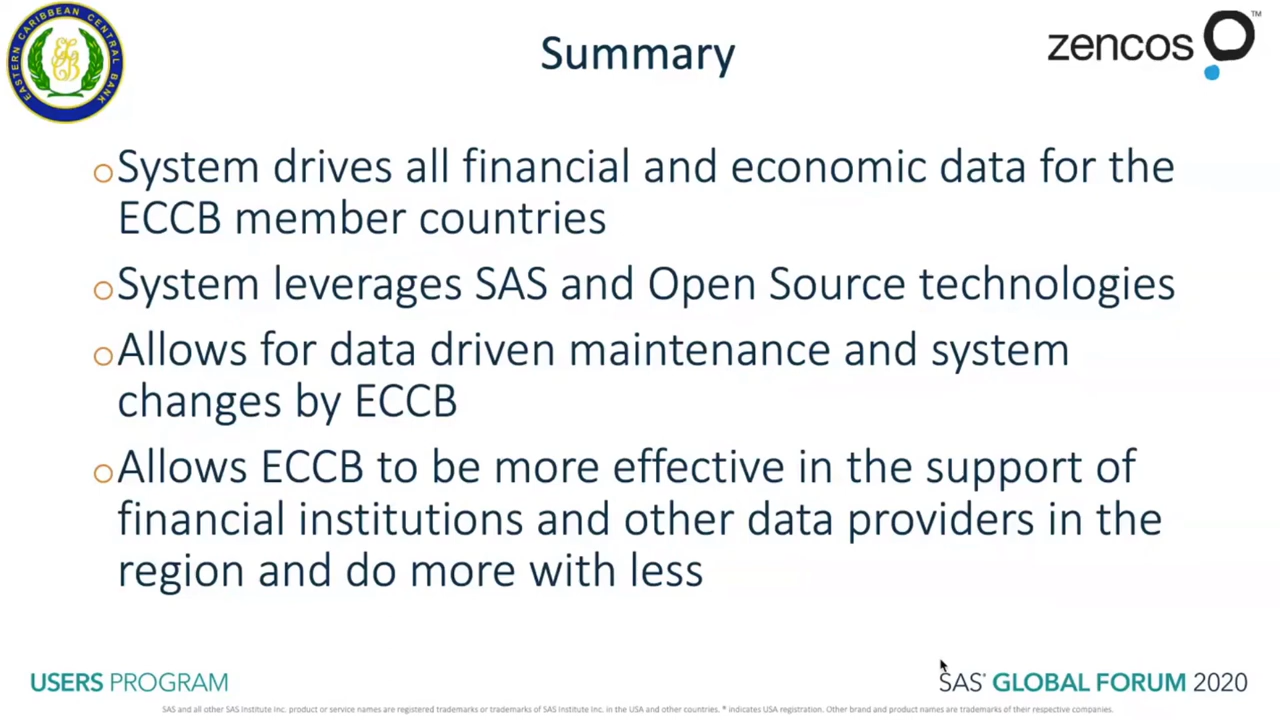 EASTERN CARIBBEAN CENTRAL BANK
Summary
zencos™
System drives all financial and economic data for the
ECCB member countries
System leverages SAS and Open Source technologies
Allows for data driven maintenance and system
changes by ECCB
Allows ECCB to be more effective in the support of
financial institutions and other data providers in the
region and do more with less
USERS PROGRAM
SAS® GLOBAL FORUM 2020
SAS and all other SAS Institute Inc. product or service names are registered trademarks or trademarks of SAS Institute Inc. in the USA and other countries. ® indicates USA registration. Other brand and product names are trademarks of their respective companies.